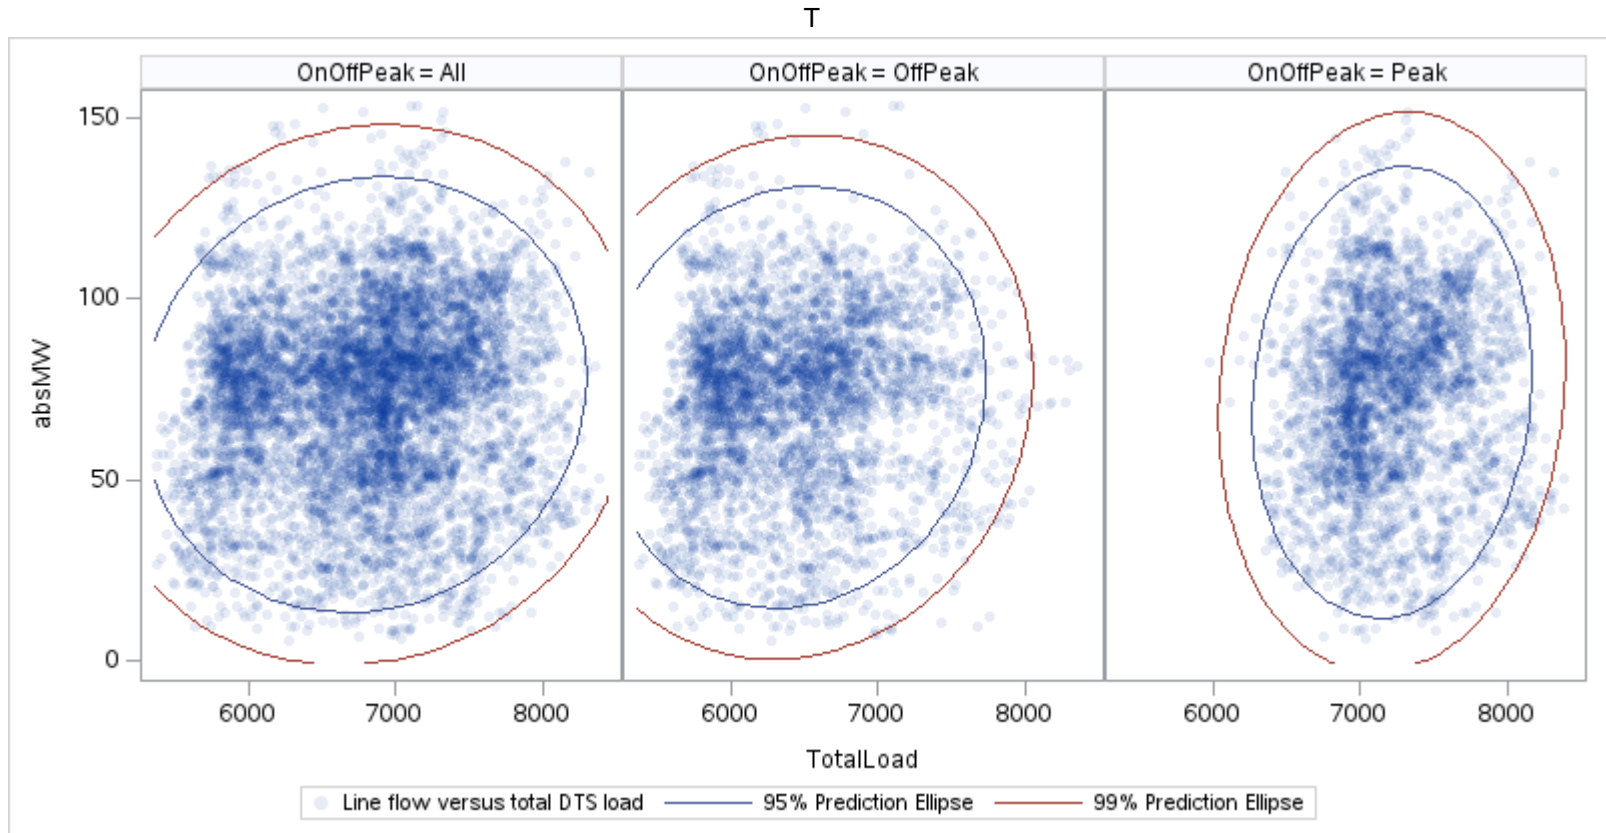 T
OnOffPeak = All
OnOffPeak = OffPeak
OnOffPeak = Peak
150
100
50
0
absMW
6000 7000 8000
6000 7000 8000
6000 7000 8000
TotalLoad
Line flow versus total DTS load
95% Prediction Ellipse
99% Prediction Ellipse